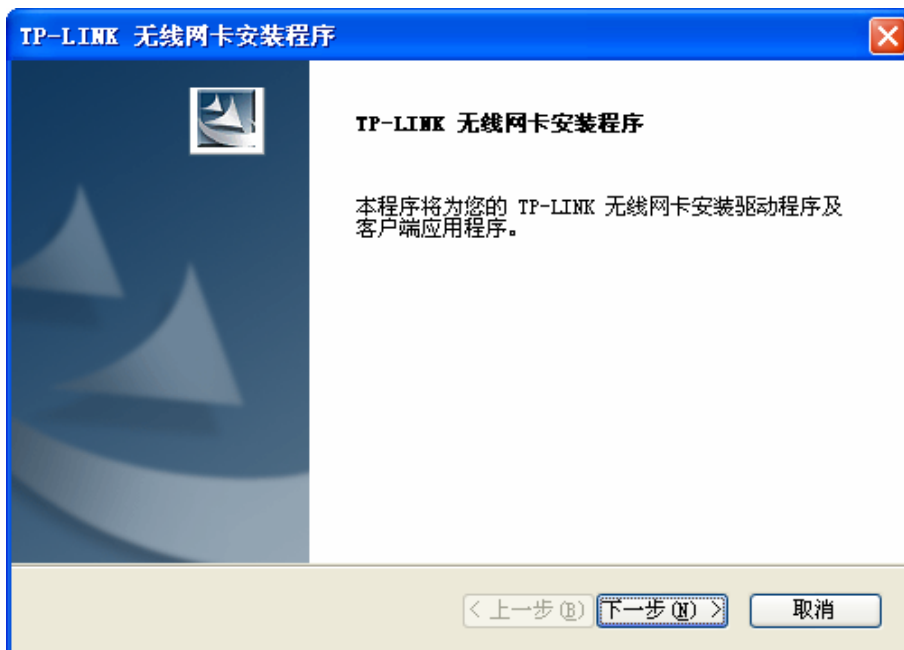 TP-LINK 无线网卡安装程序
TP-LINK 无线网卡安装程序
本程序将为您的 TP-LINK 无线网卡安装驱动程序及
客户端应用程序。
< 上一步(B) 下一步(N) > 取消